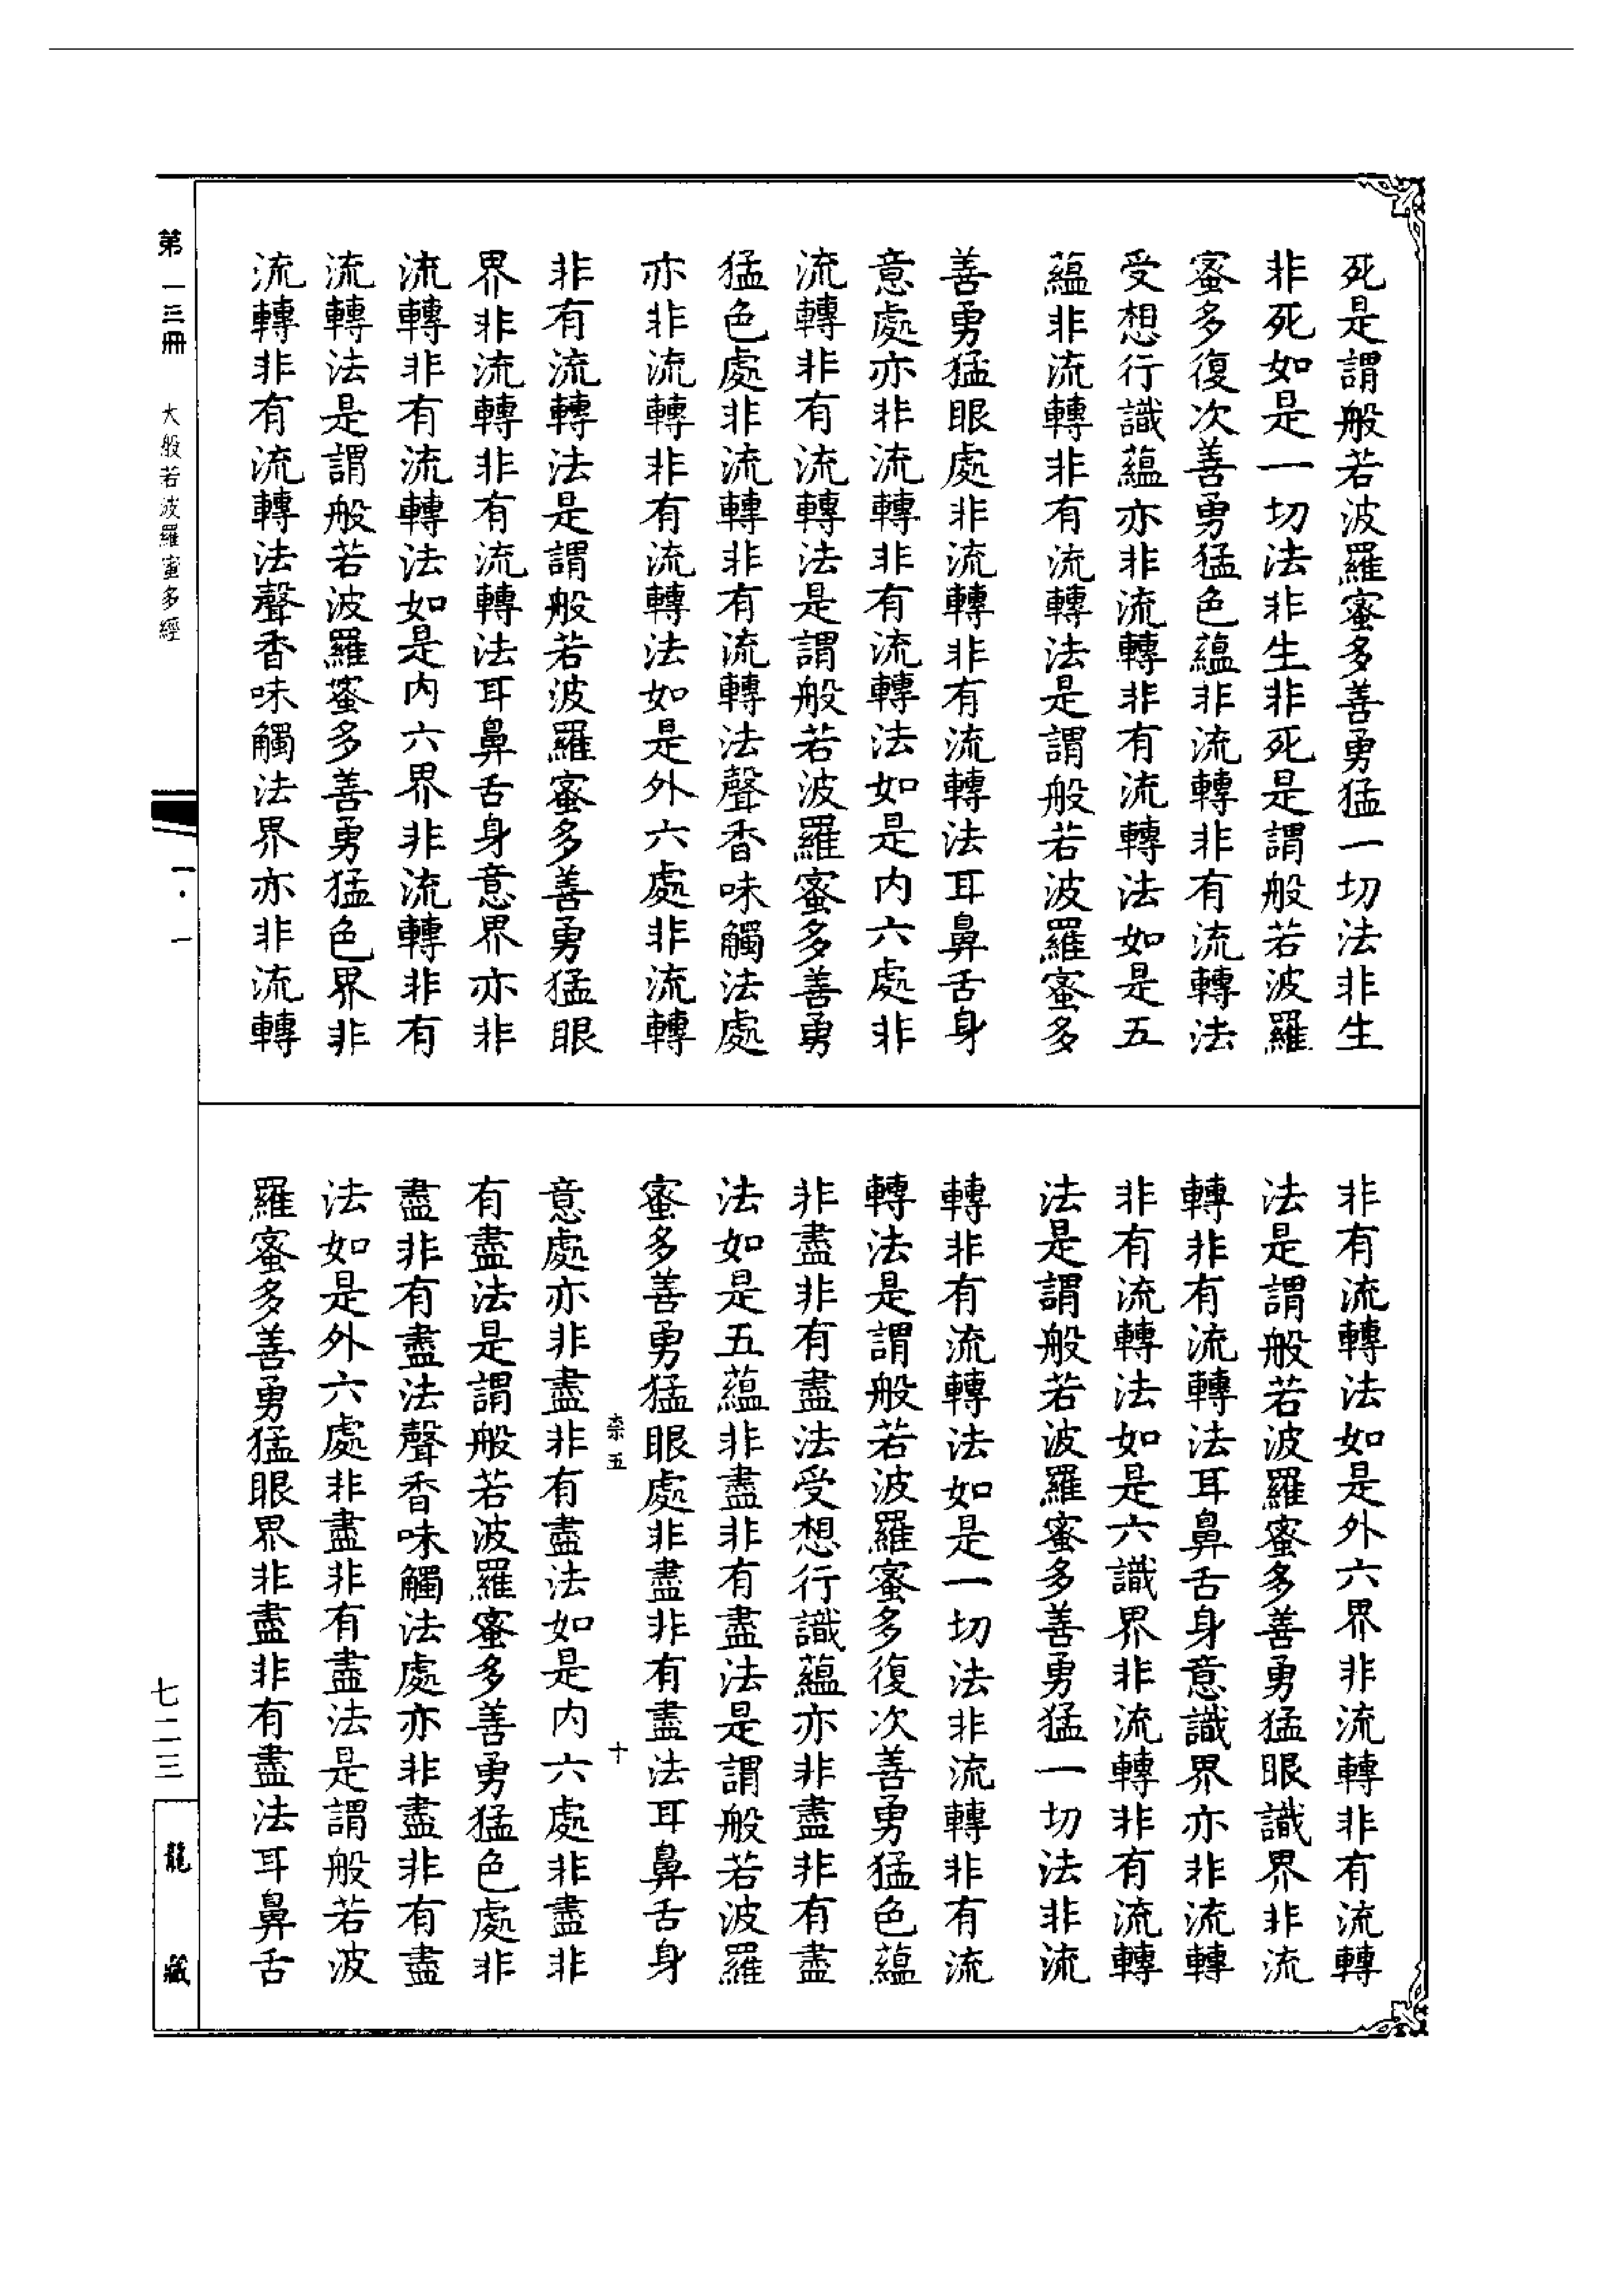 死是謂般若波羅蜜多善勇猛一切法非生
非死如是一切法非生非死是謂般若波羅
蜜多復次善勇猛色蘊非流轉非有流轉法
受想行識蘊亦非流轉非有流轉法如是五
蘊非流轉非有流轉法是謂般若波羅蜜多
善勇猛眼處非流轉非有流轉法耳鼻舌身
意處亦非流轉非有流轉法如是內六處非
流轉非有流轉法是謂般若波羅蜜多善勇
猛色處非流轉非有流轉法聲香味觸法處
亦非流轉非有流轉法如是外六處非流轉
非有流轉法是謂般若波羅蜜多善勇猛眼
界非流轉非有流轉法耳鼻舌身意界亦非
流轉非有流轉法如是內六界非流轉非有
流轉法是謂般若波羅蜜多善勇猛色界非
流轉非有流轉法聲香味觸法界亦非流轉
非有流轉法如是外六界非流轉非有流轉
法是謂般若波羅蜜多善勇猛眼識界非流
轉非有流轉法耳鼻舌身意識界亦非流轉
非有流轉法如是六識界非流轉非有流轉
法是謂般若波羅蜜多善勇猛一切法非流
轉非有流轉法如是一切法非流轉非有流
轉法是謂般若波羅蜜多復次善勇猛色蘊
非盡非有盡法受想行識蘊亦非盡非有盡
法如是五蘊非盡非有盡法是謂般若波羅
蜜多善勇猛眼處非盡非有盡法耳鼻舌身
柰五 十
意處亦非盡非有盡法如是內六處非盡非
有盡法是謂般若波羅蜜多善勇猛色處非
盡非有盡法聲香味觸法處亦非盡非有盡
法如是外六處非盡非有盡法是謂般若波
羅蜜多善勇猛眼界非盡非有盡法耳鼻舌
第一三冊 大般若波羅蜜多經
一·一
七二三
龍藏